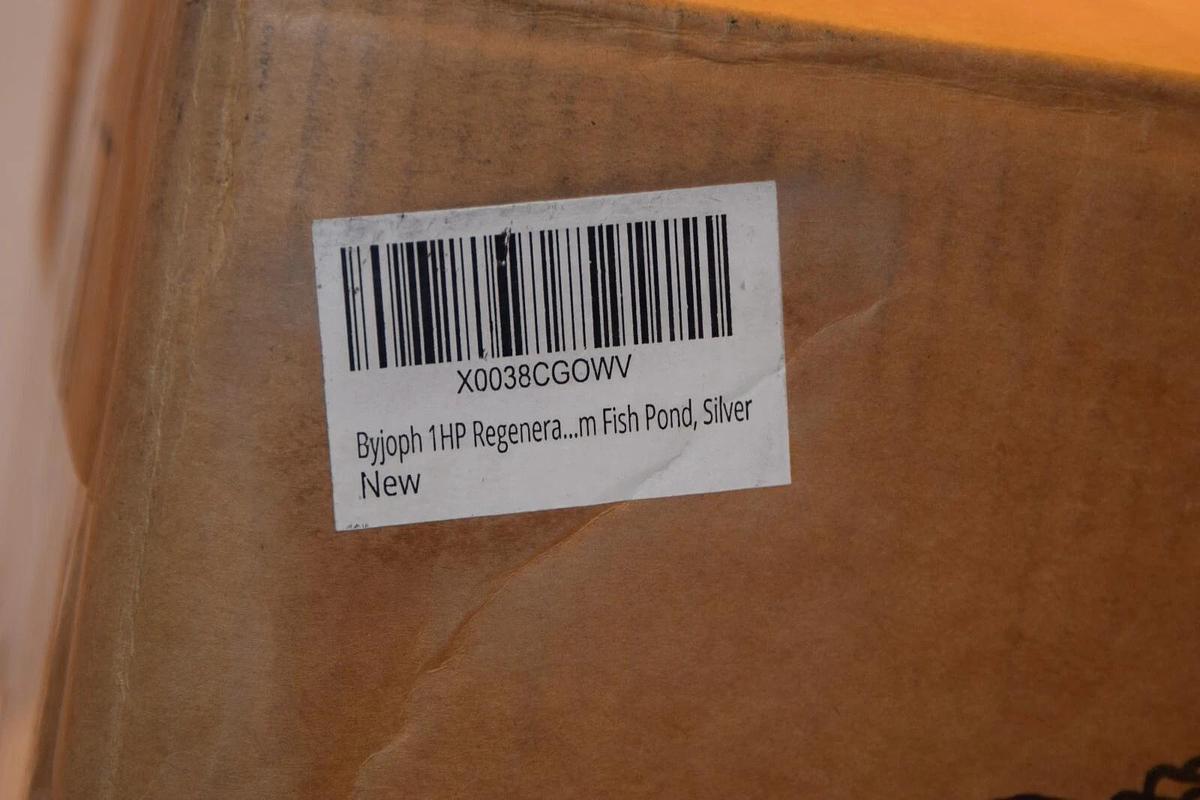 X0038CGOWV
Byjoph 1HP Regenera...m Fish Pond, Silver
New